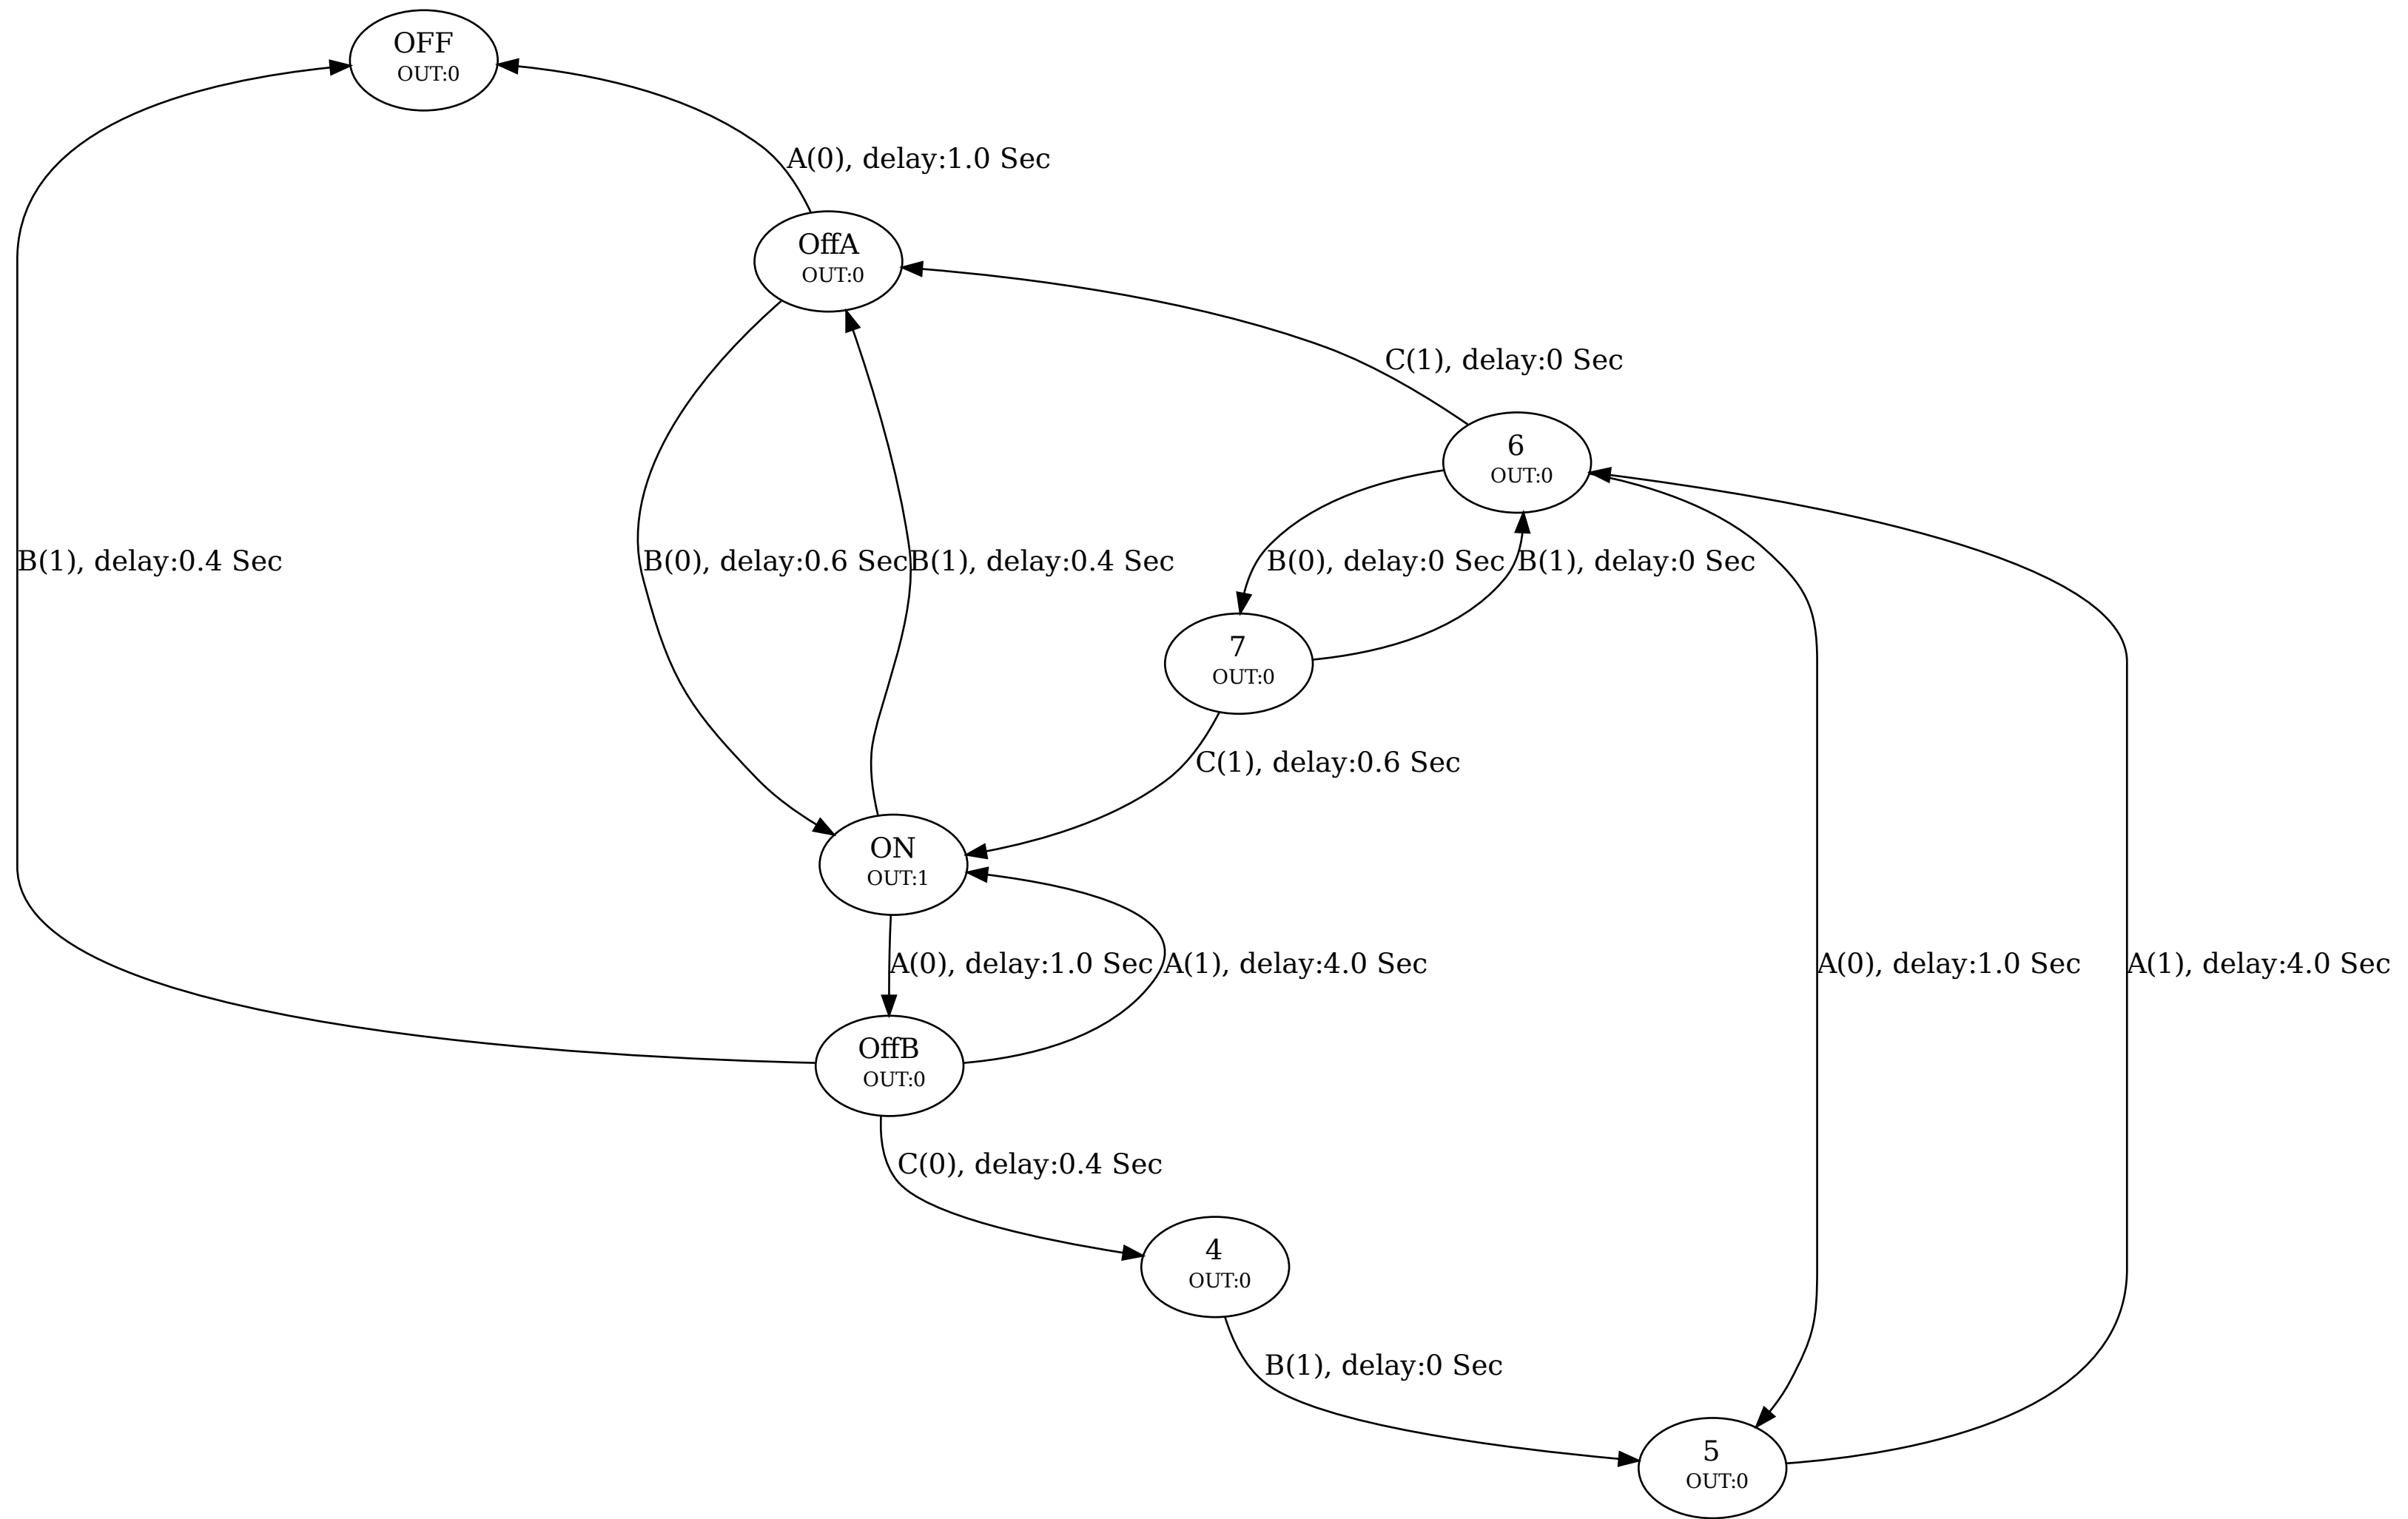 OFF
OUT:0
A(0), delay:1.0 Sec
OffA
OUT:0
C(1), delay:0 Sec
6
OUT:0
B(1), delay:0.4 Sec
B(0), delay:0.6 Sec
B(1), delay:0.4 Sec
B(0), delay:0 Sec
B(1), delay:0 Sec
7
OUT:0
C(1), delay:0.6 Sec
ON
OUT:1
A(0), delay:1.0 Sec
A(1), delay:4.0 Sec
A(0), delay:1.0 Sec
A(1), delay:4.0 Sec
OffB
OUT:0
C(0), delay:0.4 Sec
4
OUT:0
B(1), delay:0 Sec
5
OUT:0